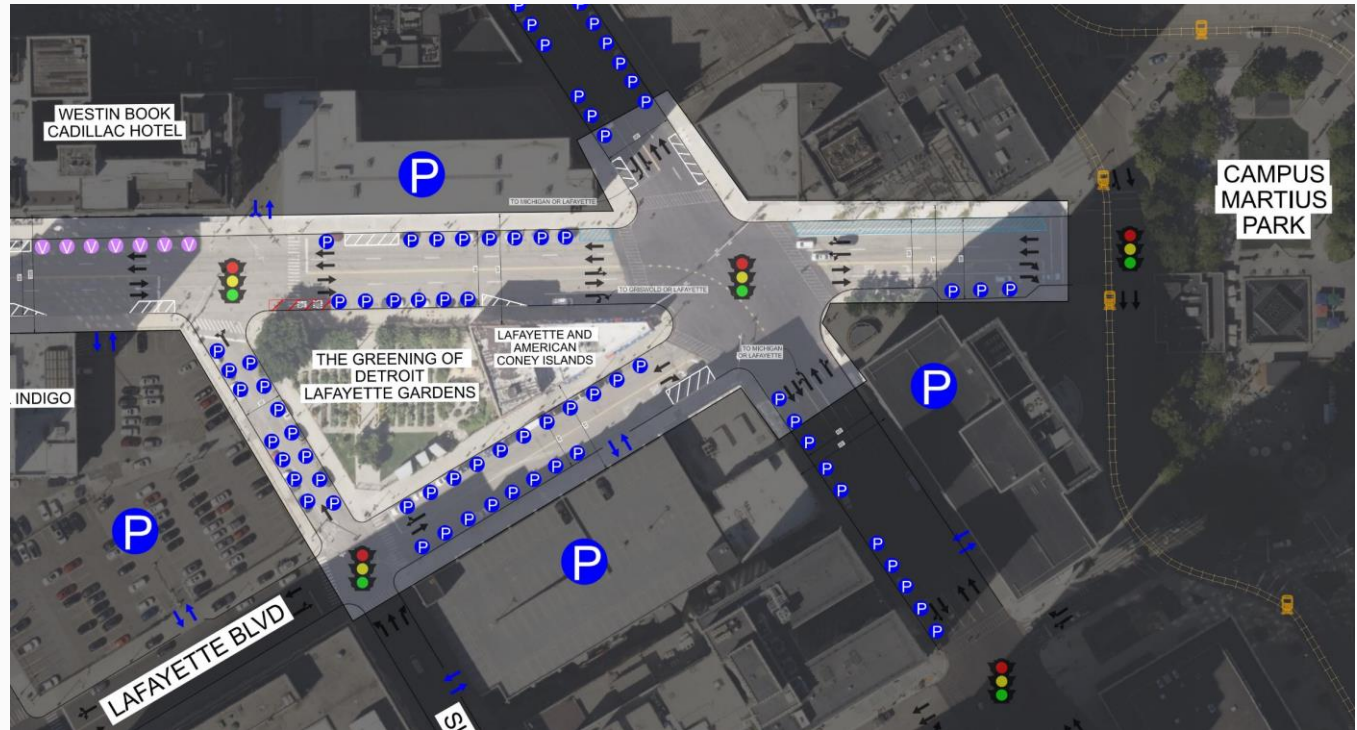 WESTIN BOOK
CADILLAC HOTEL
P
CAMPUS
MARTIUS
PARK
TO MICHIGAN OR LAFAYETTE
V V V V V V V
P P P P P P P P
TO GRISWOLD OR LAFAYETTE
P P P P P P
P P P
LAFAYETTE AND
AMERICAN
CONEY ISLANDS
TO MICHIGAN
OR LAFAYETTE
THE GREENING OF
DETROIT
LAFAYETTE GARDENS
INDIGO
P
P
P
LAFAYETTE BLVD